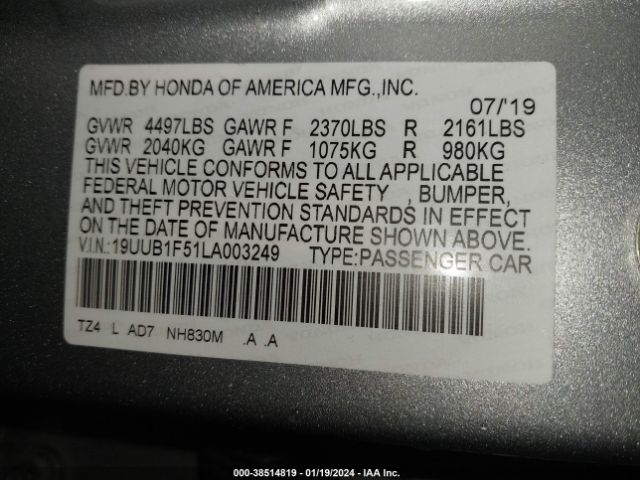 MFD.BY HONDA OF AMERICA MFG.,INC.
07/'19
GVWR 4497LBS GAWR F 2370LBS R 2161LBS
GVWR 2040KG GAWR F 1075KG R 980KG
THIS VEHICLE CONFORMS TO ALL APPLICABLE
FEDERAL MOTOR VEHICLE SAFETY , BUMPER,
AND THEFT PREVENTION STANDARDS IN EFFECT
ON THE DATE OF MANUFACTURE SHOWN ABOVE.
V.I.N.:19UUB1F51LA003249 TYPE:PASSENGER CAR
TZ4 L AD7 NH830M .A .A
000-38514819 - 01/19/2024 - IAA Inc.